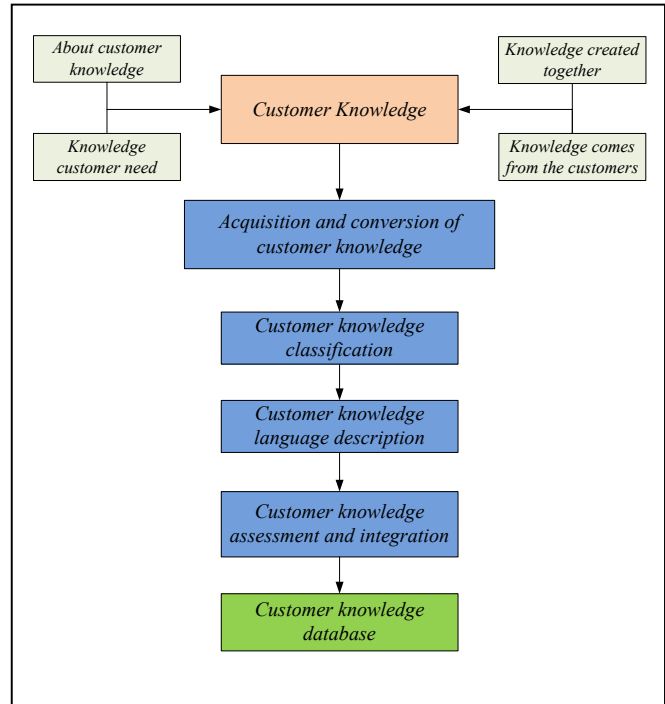 About customer
knowledge
Knowledge
customer need
Customer Knowledge
Knowledge created
together
Knowledge comes
from the customers
Acquisition and conversion of
customer knowledge
Customer knowledge
classification
Customer knowledge
language description
Customer knowledge
assessment and integration
Customer knowledge
database